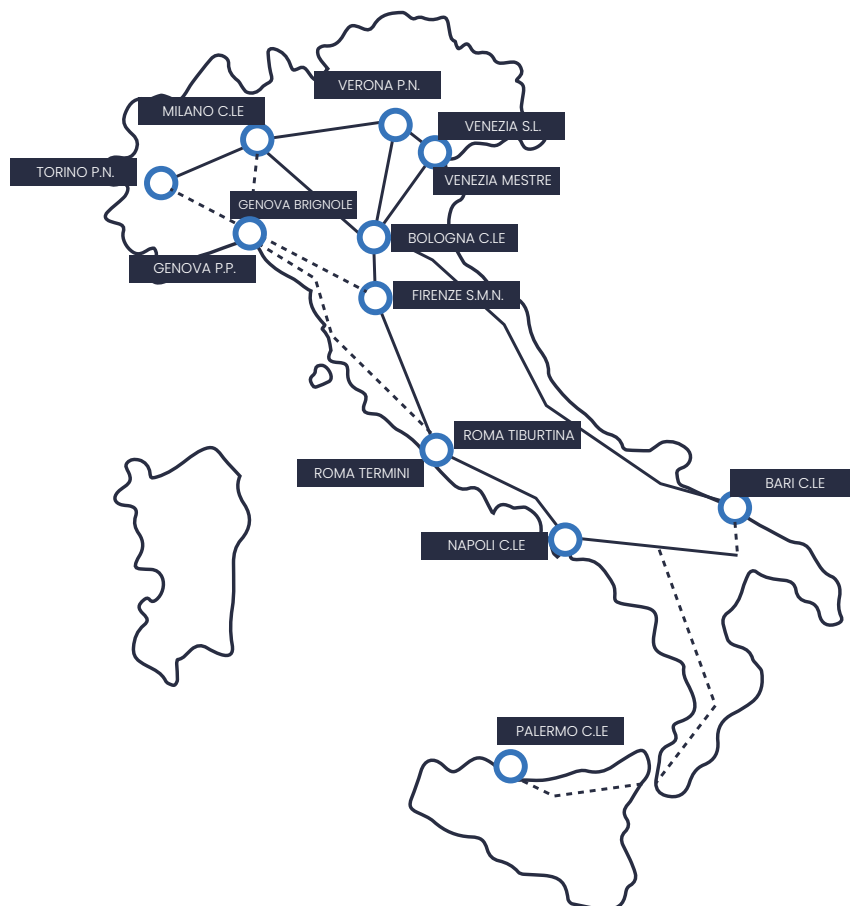 VERONA P.N.
MILANO C.LE
VENEZIA S.L.
TORINO P.N.
VENEZIA MESTRE
GENOVA BRIGNOLE
BOLOGNA C.LE
GENOVA P.P.
FIRENZE S.M.N.
ROMA TIBURTINA
ROMA TERMINI
BARI C.LE
NAPOLI C.LE
PALERMO C.LE